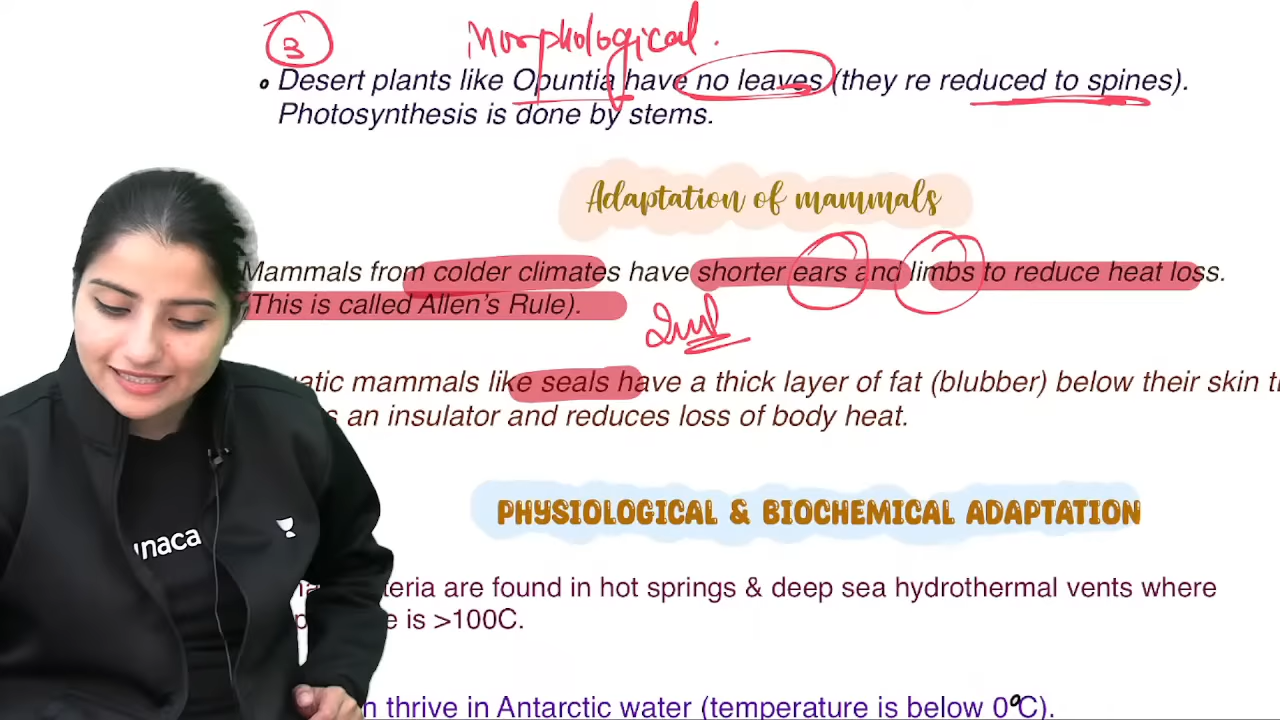 3 Morphological.
Desert plants like Opuntia have no leaves (they re reduced to spines).
Photosynthesis is done by stems.
Adaptation of mammals
Mammals from colder climates have shorter ears and limbs to reduce heat loss.
(This is called Allen's Rule).
Imp
mammals like seals have a thick layer of fat (blubber) below their skin
an insulator and reduces loss of body heat.
PHYSIOLOGICAL & BIOCHEMICAL ADAPTATION
unaca
are found in hot springs & deep sea hydrothermal vents where
is >100C.
thrive in Antarctic water (temperature is below 0°C).